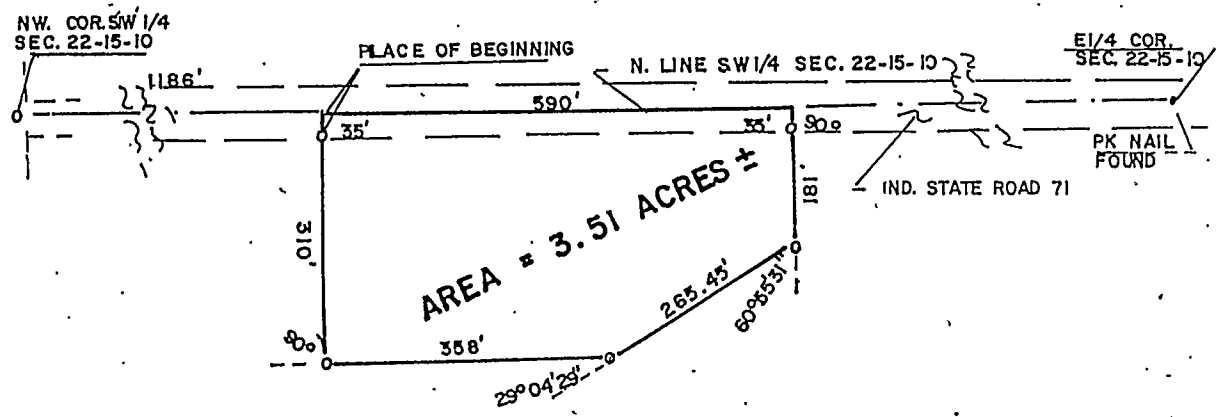 NW. COR. SW 1/4
SEC. 22-15-10
PLACE OF BEGINNING
E1/4 COR.
SEC. 22-15-10
N. LINE SW1/4 SEC. 22-15-10
1186'
590'
35'
35'
90°
PK NAIL
FOUND
IND. STATE ROAD 71
181'
310'
AREA = 3.51 ACRES ±
265.45'
60°55'31"
90°
358'
29°04'29"